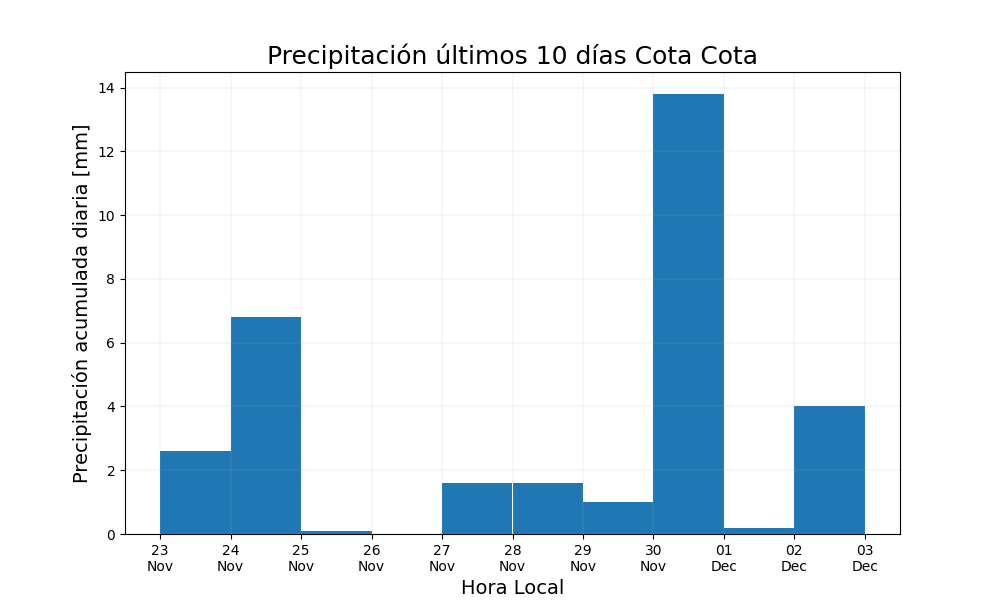 Precipitación últimos 10 días Cota Cota
Precipitación acumulada diaria [mm]
14
12
10
8
6
4
2
0
23 24 25 26 27 28 29 30 01 02 03
Nov Nov Nov Nov Nov Nov Nov Nov Dec Dec Dec
Hora Local